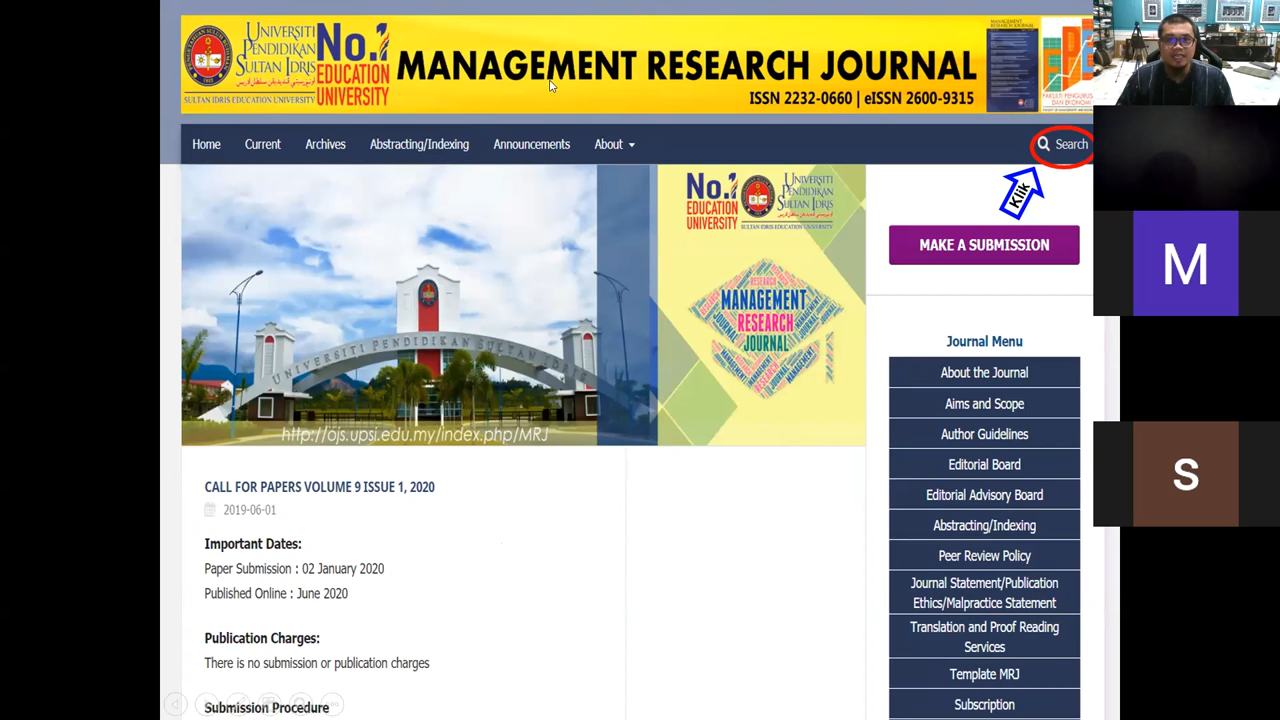 UNIVERSITI
PENDIDIKAN
SULTAN IDRIS
SULTAN IDRIS EDUCATION UNIVERSITY
No.1
EDUCATION
UNIVERSITY
MANAGEMENT RESEARCH JOURNAL
ISSN 2232-0660 | eISSN 2600-9315
Home
Current
Archives
Abstracting/Indexing
Announcements
About
Search
Klik
UNIVERSITI PENDIDIKAN SULTAN IDRIS
http://ojs.upsi.edu.my/index.php/MRJ
No.1
EDUCATION
UNIVERSITY
UNIVERSITI
PENDIDIKAN
SULTAN IDRIS
SULTAN IDRIS EDUCATION UNIVERSITY
MANAGEMENT
RESEARCH
JOURNAL
MAKE A SUBMISSION
Journal Menu
About the Journal
Aims and Scope
Author Guidelines
Editorial Board
Editorial Advisory Board
Abstracting/Indexing
Peer Review Policy
Journal Statement/Publication
Ethics/Malpractice Statement
Translation and Proof Reading
Services
Template MRJ
Subscription
CALL FOR PAPERS VOLUME 9 ISSUE 1, 2020
2019-06-01
Important Dates:
Paper Submission : 02 January 2020
Published Online : June 2020
Publication Charges:
There is no submission or publication charges
Submission Procedure
M
S